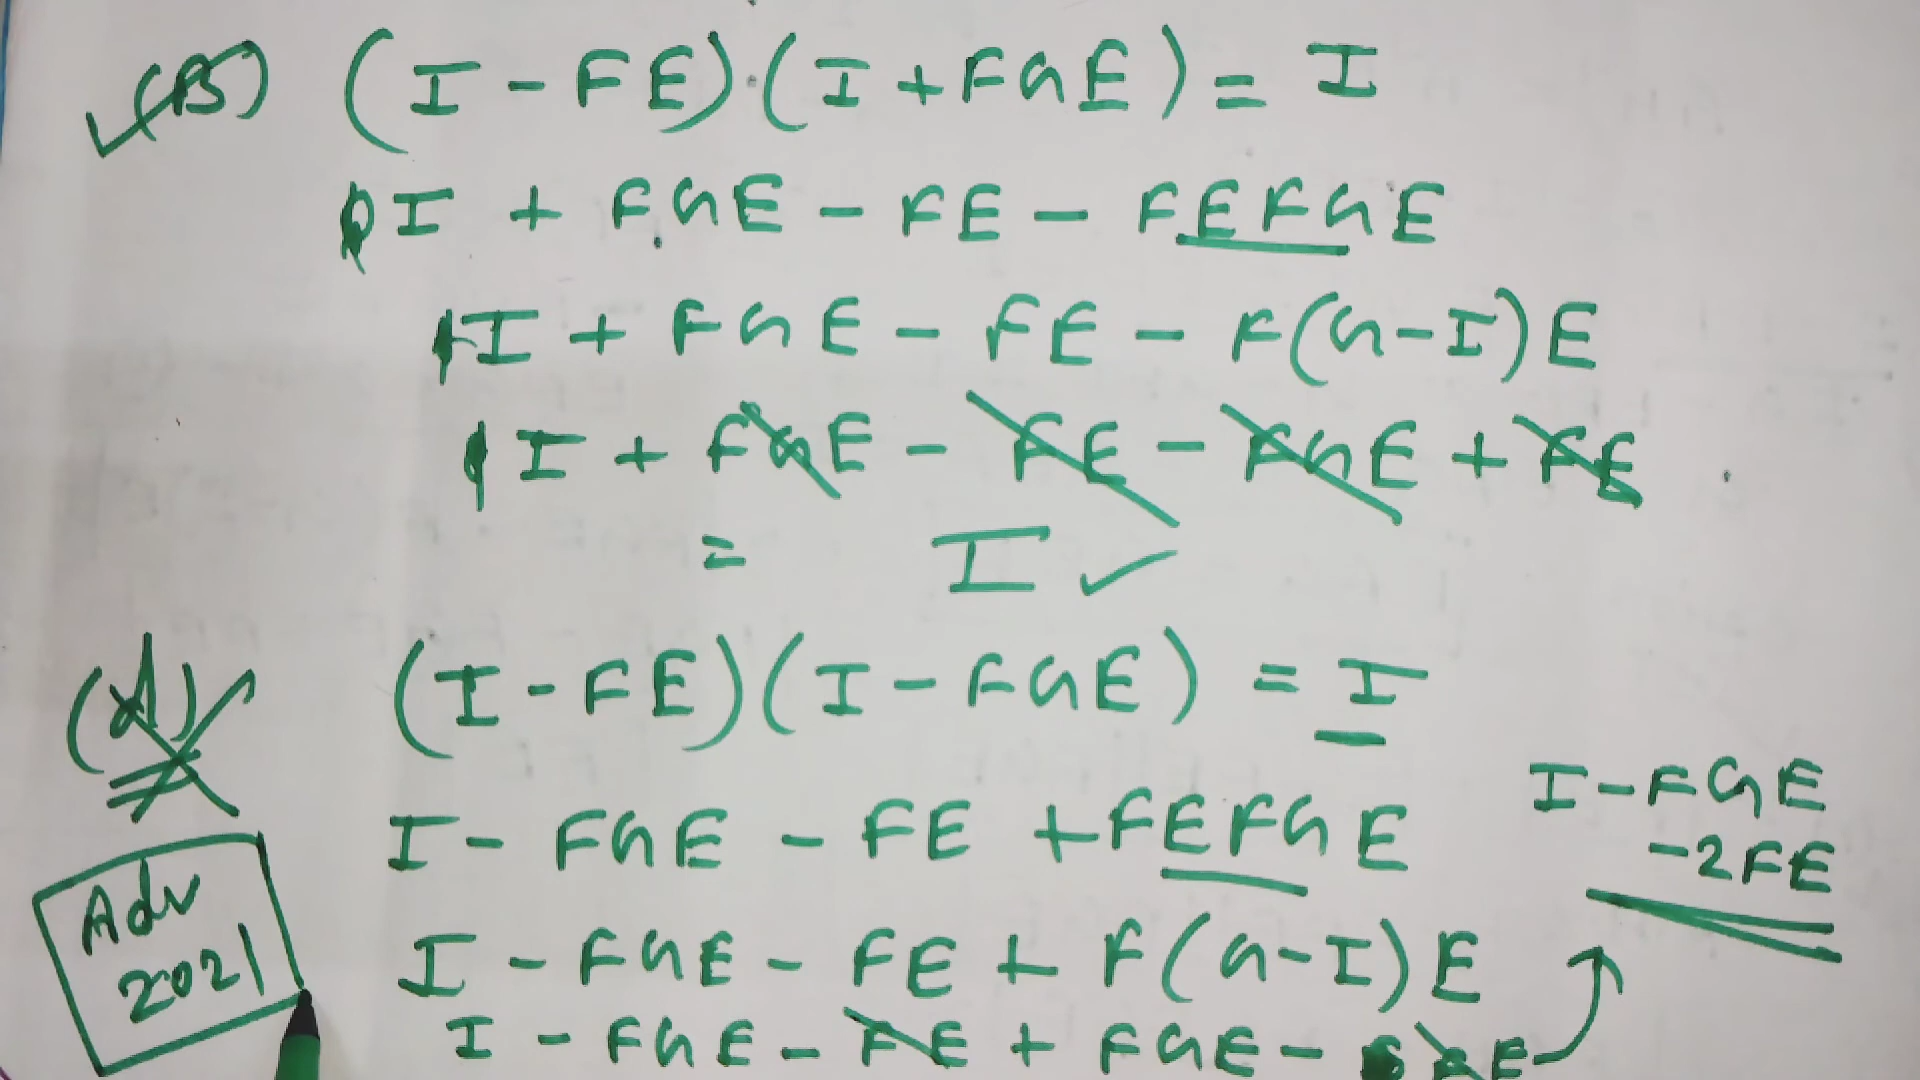 (B) (I - FE).(I + FGE) = I
I + FGE - FE - FEFGE
I + FGE - FE - F(G-I)E
I + FGE - FE - FGE + FE
= I ✓
(d) (I - FE)(I - FGE) = I
I - FGE - FE + FEFGE
I - FGE - FE + F(G-I)E
I - FGE - FE + FGE -
I - FGE
- 2FE
Adv
2021